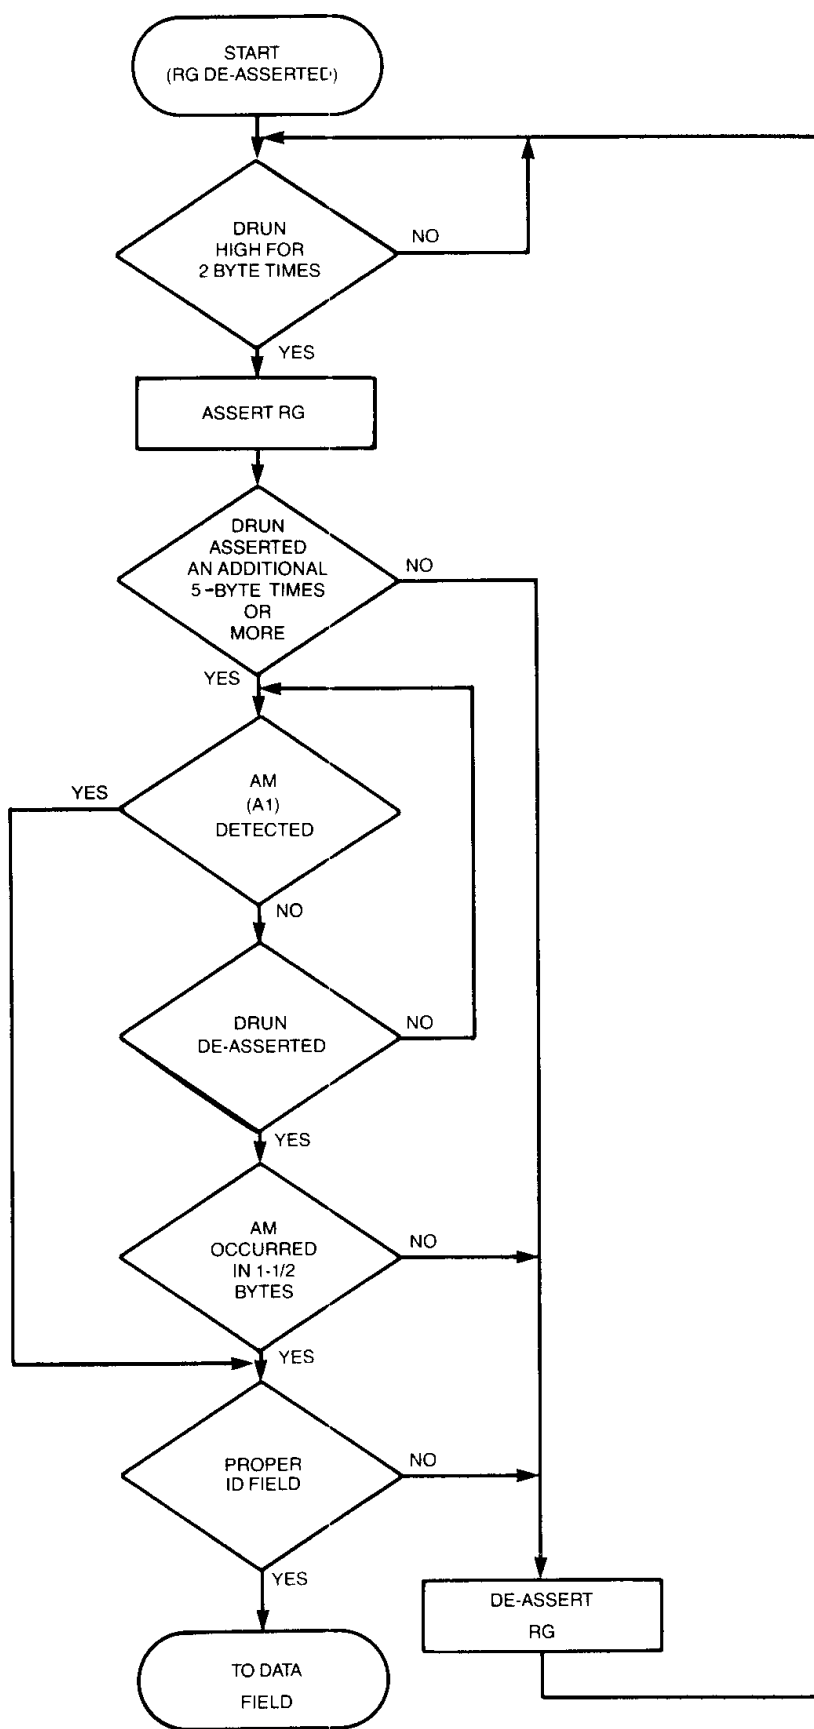 START
(RG DE-ASSERTED)
DRUN
HIGH FOR
2 BYTE TIMES
NO
YES
ASSERT RG
DRUN
ASSERTED
AN ADDITIONAL
5-BYTE TIMES
OR
MORE
NO
YES
AM
(A1)
DETECTED
YES
NO
DRUN
DE-ASSERTED
NO
YES
AM
OCCURRED
IN 1-1/2
BYTES
NO
YES
PROPER
ID FIELD
NO
YES
DE-ASSERT
RG
TO DATA
FIELD